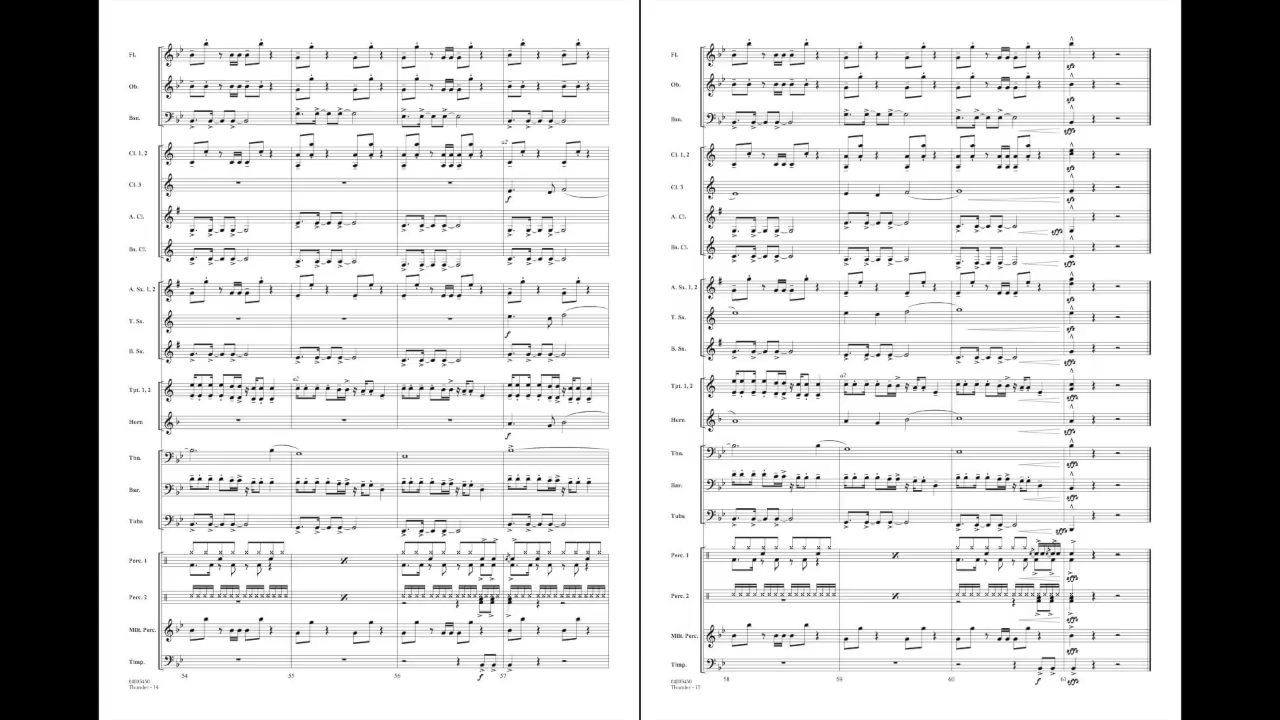 Fl.
Ob.
Bsn.
Cl. 1, 2
a2
Cl. 3
f
A. Cl.
Bs. Cl.
A. Sx. 1, 2
T. Sx.
f
B. Sx.
Tpt. 1, 2
a2
Horn
f
Tbn.
Bar.
Tuba
Perc. 1
Perc. 2
Mlt. Perc.
Timp.
f
54
55
56
57
04005450
Thunder - 14
Fl.
Ob.
Bsn.
Cl. 1, 2
Cl. 3
A. Cl.
Bs. Cl.
A. Sx. 1, 2
T. Sx.
B. Sx.
Tpt. 1, 2
a2
Horn
Tbn.
Bar.
Tuba
Perc. 1
Perc. 2
Mlt. Perc.
Timp.
f
58
59
60
61
04005450
Thunder - 15